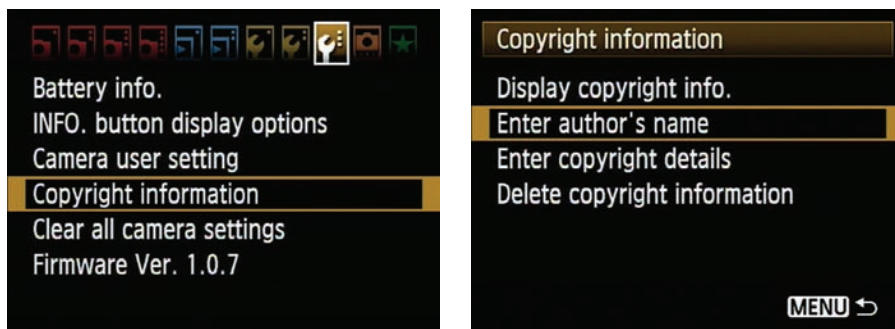 Battery info.
INFO. button display options
Camera user setting
Copyright information
Clear all camera settings
Firmware Ver. 1.0.7
Copyright information
Display copyright info.
Enter author's name
Enter copyright details
Delete copyright information
MENU